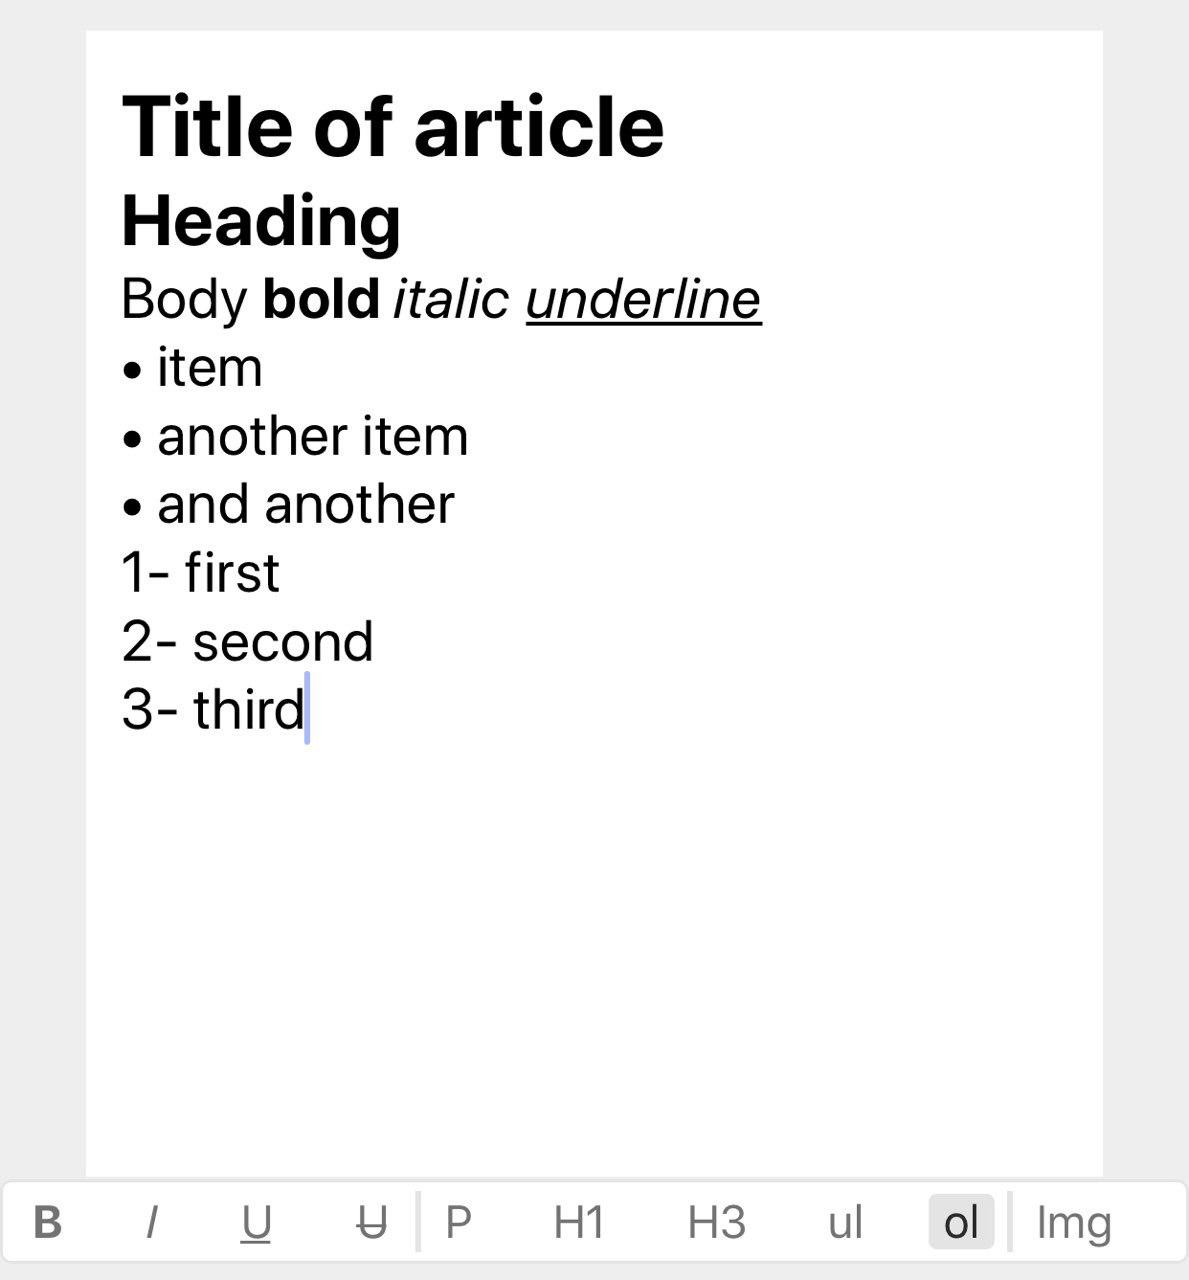 Title of article
Heading
Body bold italic underline
• item
• another item
• and another
1- first
2- second
3- third
B I U U P H1 H3 ul ol Img